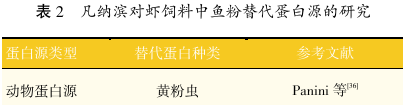 表 2 凡纳滨对虾饲料中鱼粉替代蛋白源的研究
蛋白源类型 替代蛋白种类 参考文献
动物蛋白源 黄粉虫 Panini 等[36]